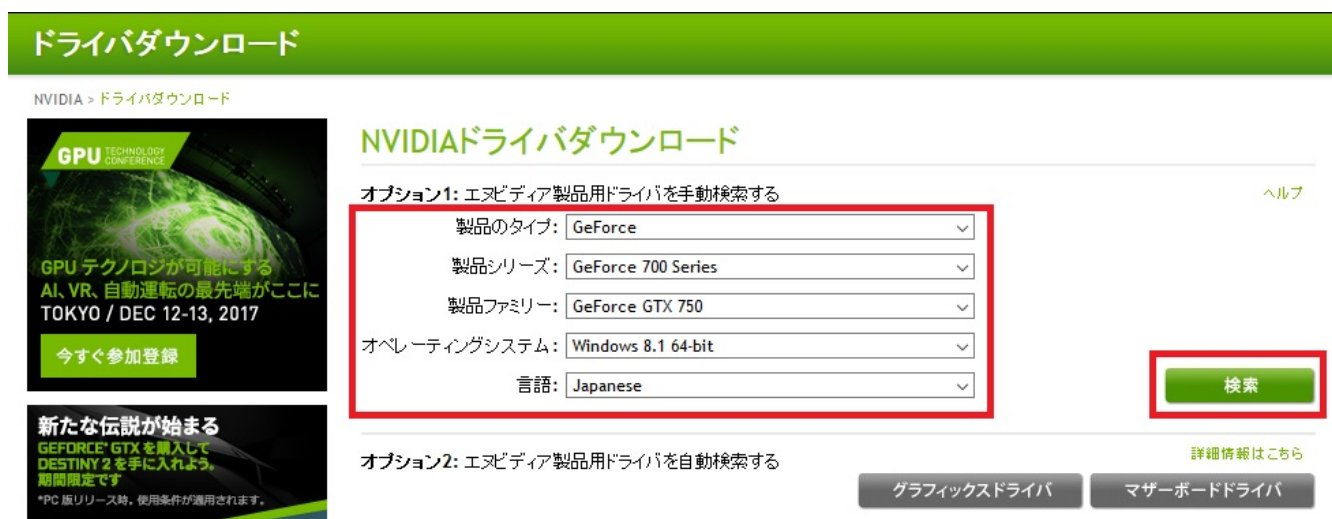 ドライバダウンロード
NVIDIA > ドライバダウンロード
GPU TECHNOLOGY CONFERENCE
GPU テクノロジが可能にする
AI、VR、自動運転の最先端がここに
TOKYO / DEC 12-13, 2017
今すぐ参加登録
新たな伝説が始まる
GEFORCE® GTX を購入して
DESTINY 2 を手に入れよう。
期間限定です
*PC 版リリース時。使用条件が適用されます。
NVIDIAドライバダウンロード
オプション1: エヌビディア製品用ドライバを手動検索する
ヘルプ
製品のタイプ: GeForce
製品シリーズ: GeForce 700 Series
製品ファミリー: GeForce GTX 750
オペレーティングシステム: Windows 8.1 64-bit
言語: Japanese
検索
オプション2: エヌビディア製品用ドライバを自動検索する
詳細情報はこちら
グラフィックスドライバ
マザーボードドライバ